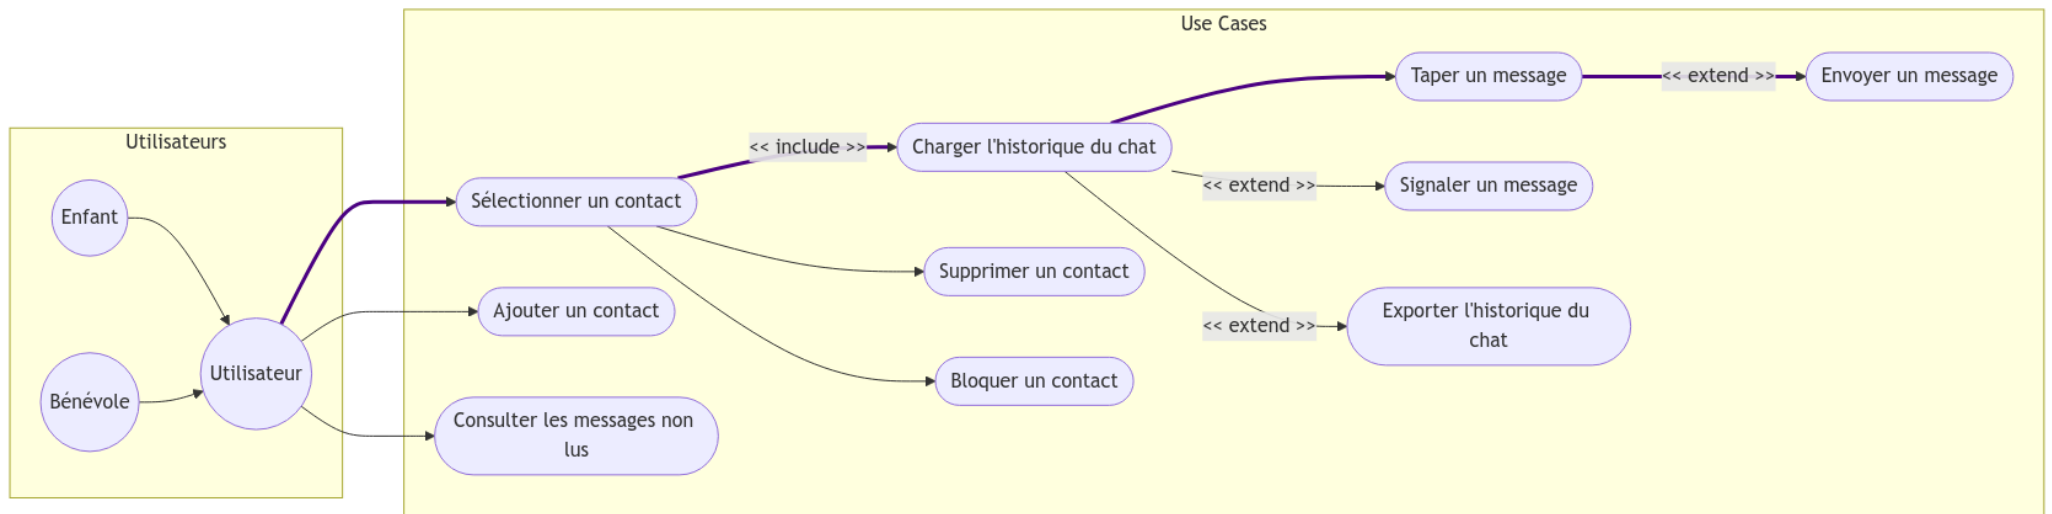 Use Cases
Utilisateurs
Enfant
Bénévole
Utilisateur
Sélectionner un contact
Ajouter un contact
Consulter les messages non
lus
<< include >>
Charger l'historique du chat
Supprimer un contact
Bloquer un contact
<< extend >>
<< extend >>
Taper un message
Signaler un message
Exporter l'historique du
chat
<< extend >>
Envoyer un message